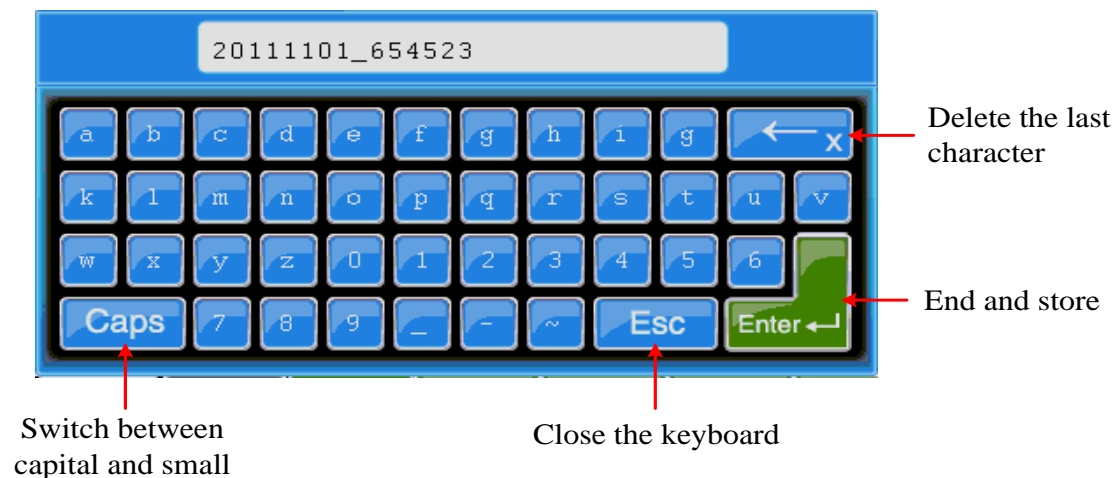 20111101_654523
a b c d e f g h i g x
Delete the last
character
k l m n o p q r s t u v
w x y z 0 1 2 3 4 5 6
End and store
Caps 7 8 9 _ - ~ Esc Enter
Switch between
capital and small
Close the keyboard